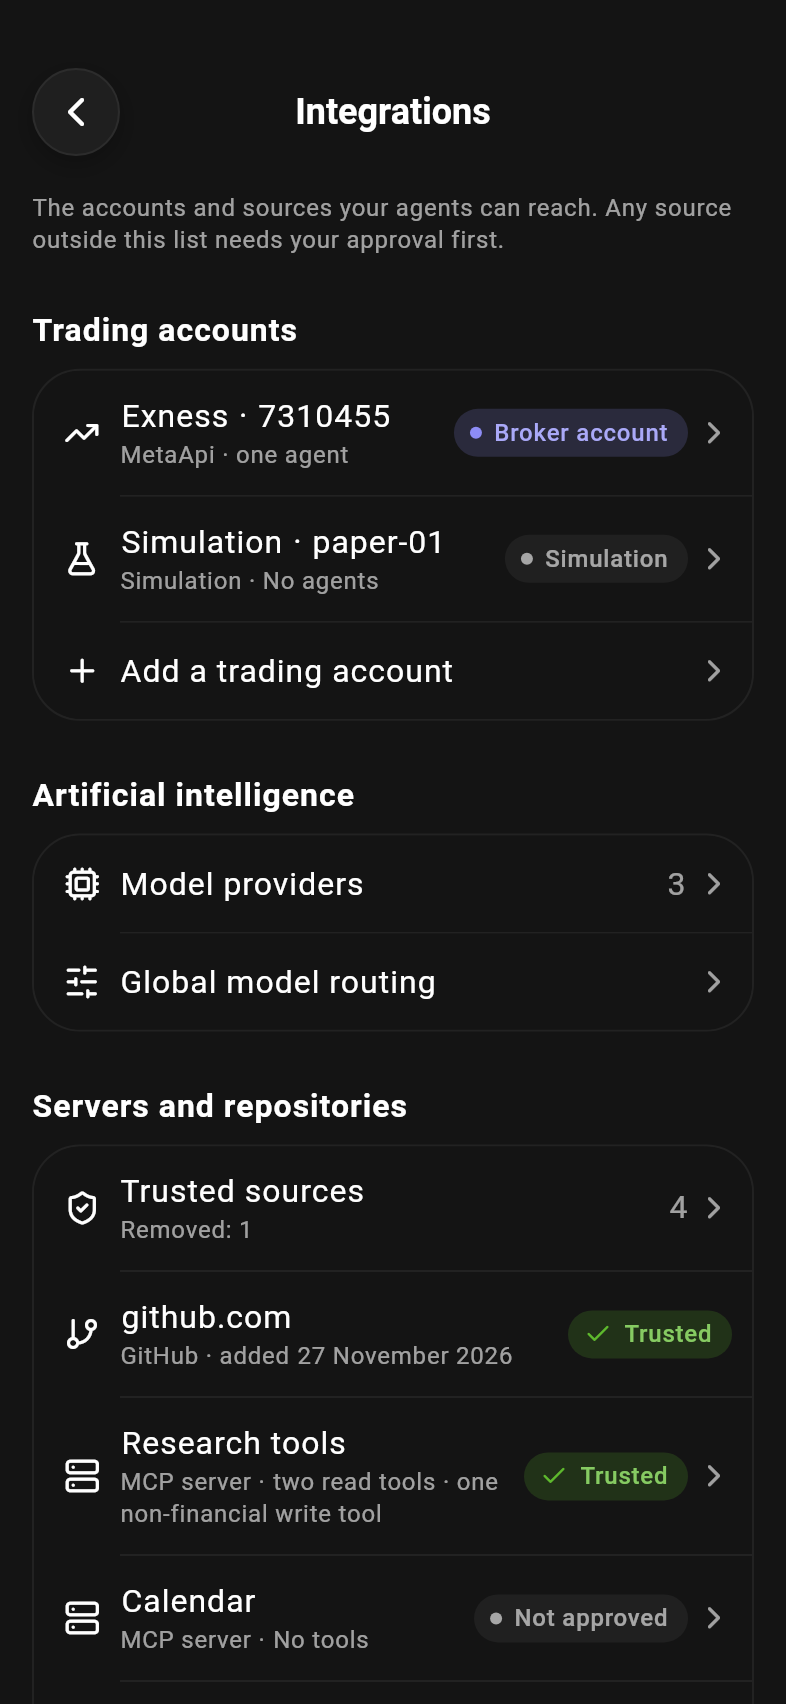 Integrations
The accounts and sources your agents can reach. Any source
outside this list needs your approval first.
Trading accounts
Exness · 7310455
MetaApi · one agent
Broker account
Simulation · paper-01
Simulation · No agents
Simulation
Add a trading account
Artificial intelligence
Model providers
3
Global model routing
Servers and repositories
Trusted sources
Removed: 1
4
github.com
GitHub · added 27 November 2026
Trusted
Research tools
MCP server · two read tools · one
non-financial write tool
Trusted
Calendar
MCP server · No tools
Not approved